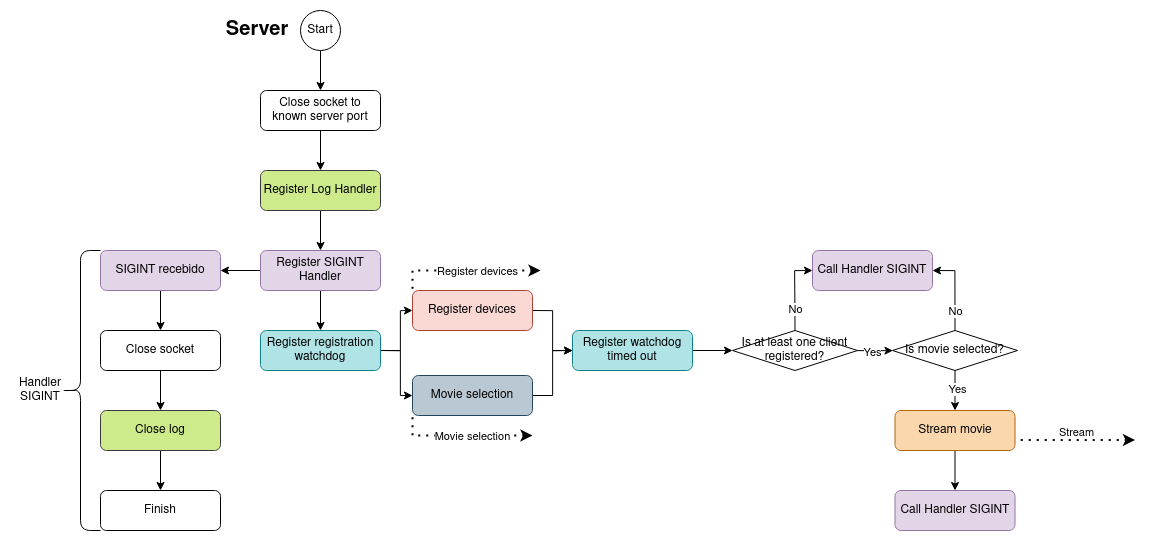 Server
Start
Close socket to
known server port
Register Log Handler
SIGINT recebido
Register SIGINT
Handler
Register devices
Call Handler SIGINT
Register devices
No
No
Close socket
Register registration
watchdog
Register watchdog
timed out
Is at least one client
registered?
Yes
Is movie selected?
Handler
SIGINT
Movie selection
Yes
Close log
Movie selection
Stream movie
Stream
Finish
Call Handler SIGINT